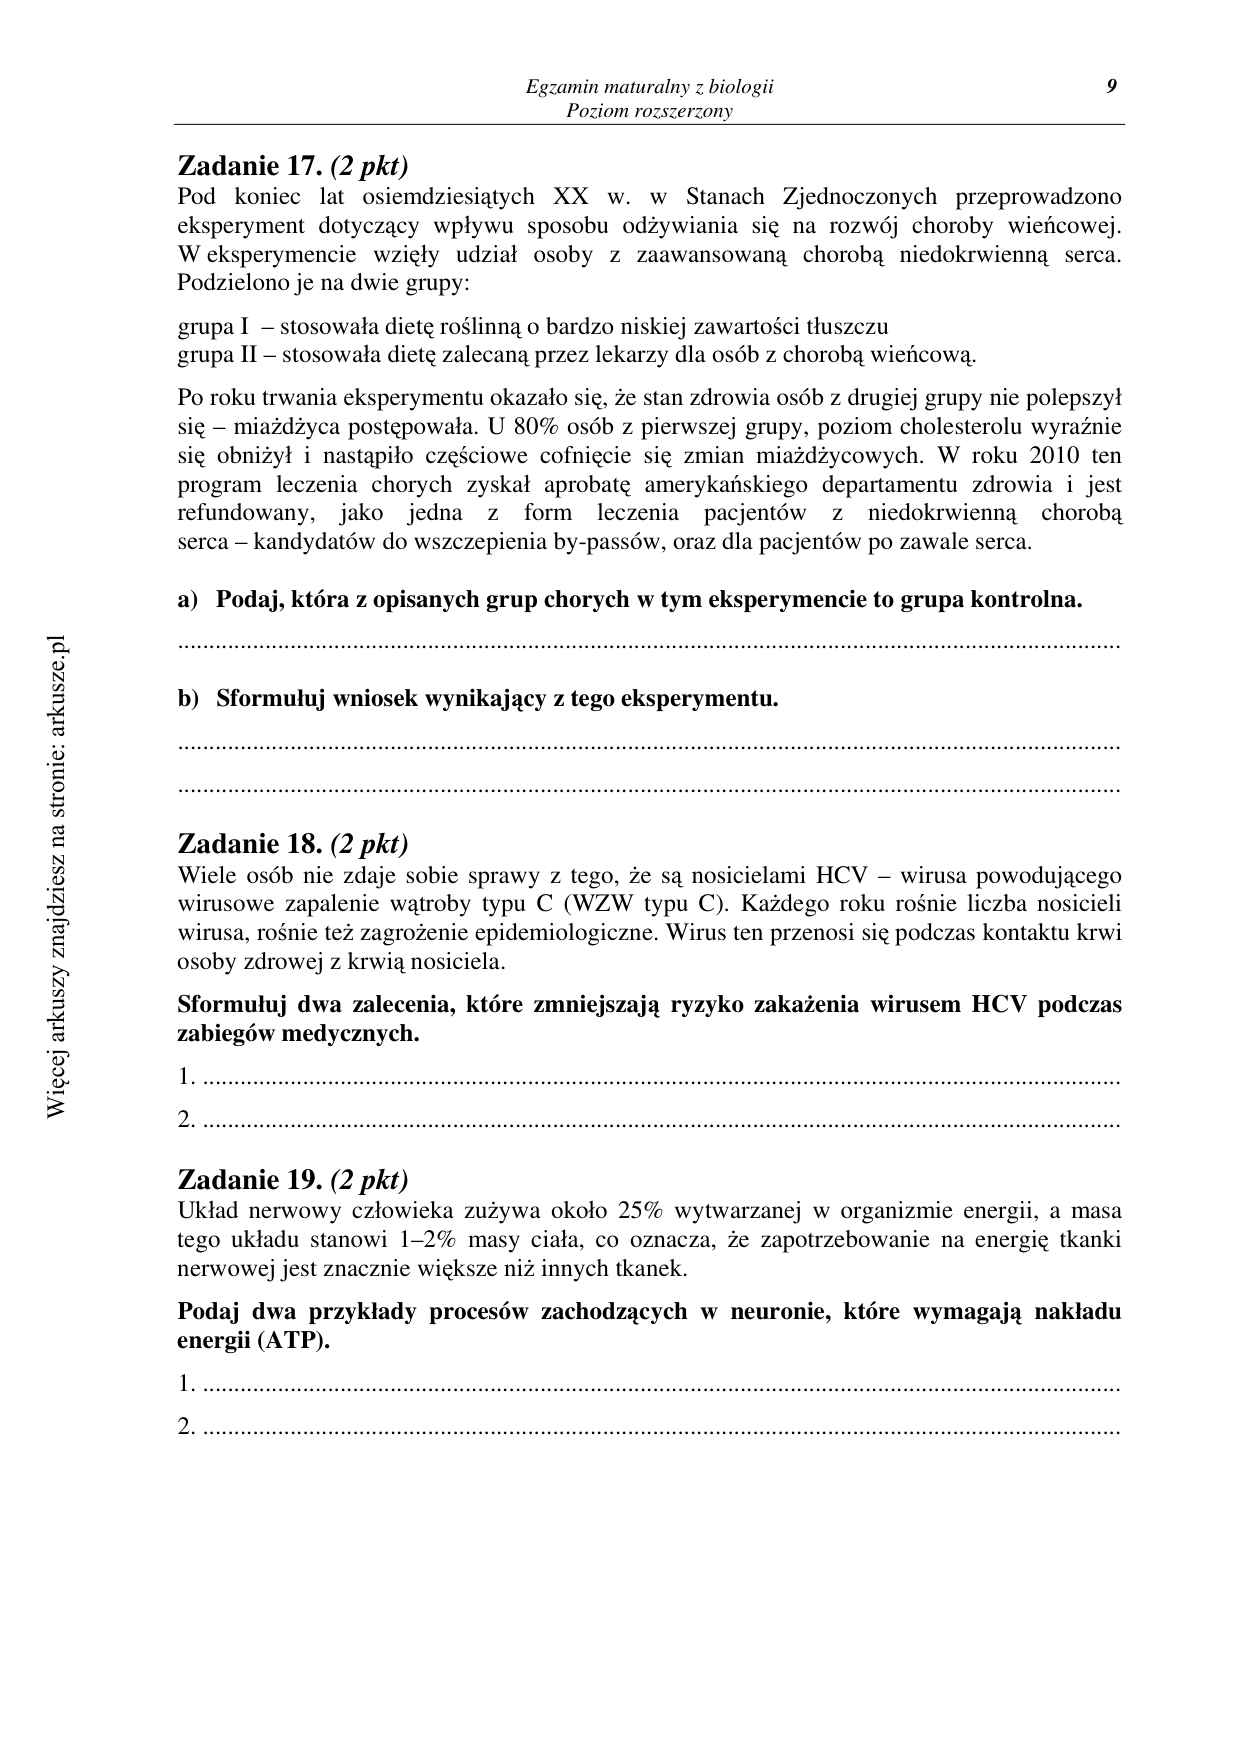 Egzamin maturalny z biologii
Poziom rozszerzony
9
Zadanie 17. (2 pkt)
Pod koniec lat osiemdziesiątych XX w. w Stanach Zjednoczonych przeprowadzono
eksperyment dotyczący wpływu sposobu odżywiania się na rozwój choroby wieńcowej.
W eksperymencie wzięły udział osoby z zaawansowaną chorobą niedokrwienną serca.
Podzielono je na dwie grupy:
grupa I – stosowała dietę roślinną o bardzo niskiej zawartości tłuszczu
grupa II – stosowała dietę zalecaną przez lekarzy dla osób z chorobą wieńcową.
Po roku trwania eksperymentu okazało się, że stan zdrowia osób z drugiej grupy nie polepszył
się – miażdżyca postępowała. U 80% osób z pierwszej grupy, poziom cholesterolu wyraźnie
się obniżył i nastąpiło częściowe cofnięcie się zmian miażdżycowych. W roku 2010 ten
program leczenia chorych zyskał aprobatę amerykańskiego departamentu zdrowia i jest
refundowany, jako jedna z form leczenia pacjentów z niedokrwienną chorobą
serca – kandydatów do wszczepienia by-passów, oraz dla pacjentów po zawale serca.
a) Podaj, która z opisanych grup chorych w tym eksperymencie to grupa kontrolna.
b) Sformułuj wniosek wynikający z tego eksperymentu.
Zadanie 18. (2 pkt)
Wiele osób nie zdaje sobie sprawy z tego, że są nosicielami HCV – wirusa powodującego
wirusowe zapalenie wątroby typu C (WZW typu C). Każdego roku rośnie liczba nosicieli
wirusa, rośnie też zagrożenie epidemiologiczne. Wirus ten przenosi się podczas kontaktu krwi
osoby zdrowej z krwią nosiciela.
Sformułuj dwa zalecenia, które zmniejszają ryzyko zakażenia wirusem HCV podczas
zabiegów medycznych.
1.
2.
Zadanie 19. (2 pkt)
Układ nerwowy człowieka zużywa około 25% wytwarzanej w organizmie energii, a masa
tego układu stanowi 1–2% masy ciała, co oznacza, że zapotrzebowanie na energię tkanki
nerwowej jest znacznie większe niż innych tkanek.
Podaj dwa przykłady procesów zachodzących w neuronie, które wymagają nakładu
energii (ATP).
1.
2.
Więcej arkuszy znajdziesz na stronie: arkusze.pl